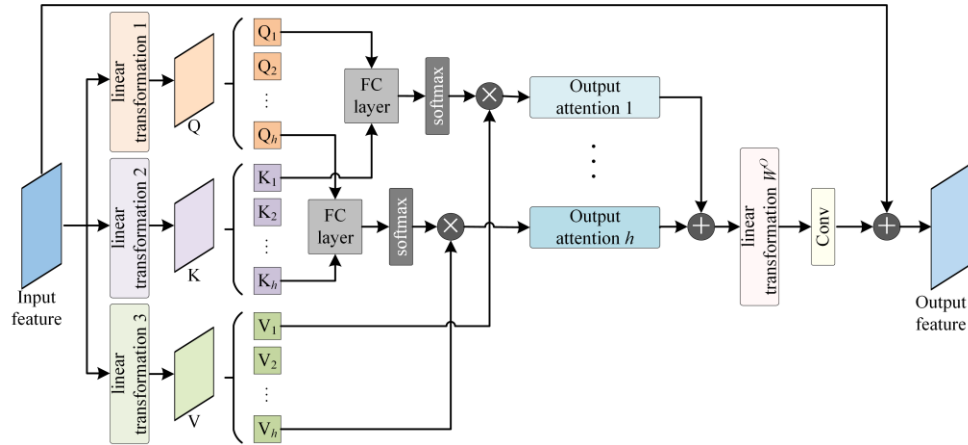 Input
feature
linear
transformation 1
linear
transformation 2
linear
transformation 3
Q
K
V
Q₁
Q₂
⋮
Qₕ
K₁
K₂
⋮
Kₕ
V₁
V₂
⋮
Vₕ
FC
layer
softmax
×
FC
layer
softmax
×
Output
attention 1
⋮
Output
attention h
+
linear
transformation Wᴼ
Conv
+
Output
feature